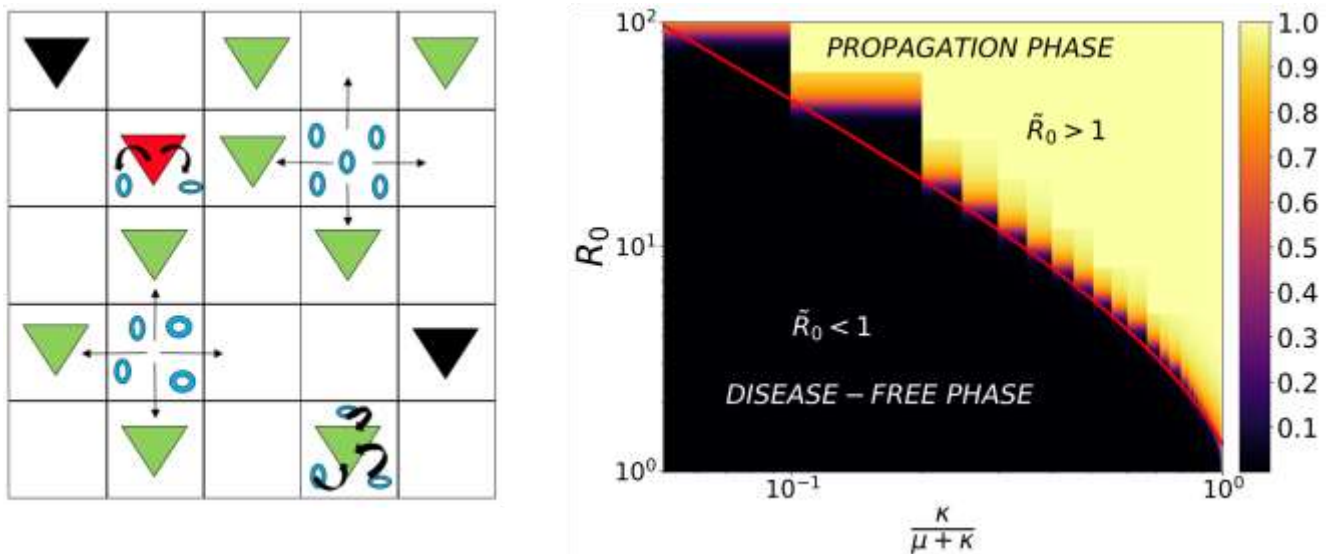 10²
PROPAGATION PHASE
R̃₀ > 1
R₀
10¹
R̃₀ < 1
DISEASE – FREE PHASE
10⁰
10⁻¹
10⁰
κ
μ + κ
1.0
0.9
0.8
0.7
0.6
0.5
0.4
0.3
0.2
0.1